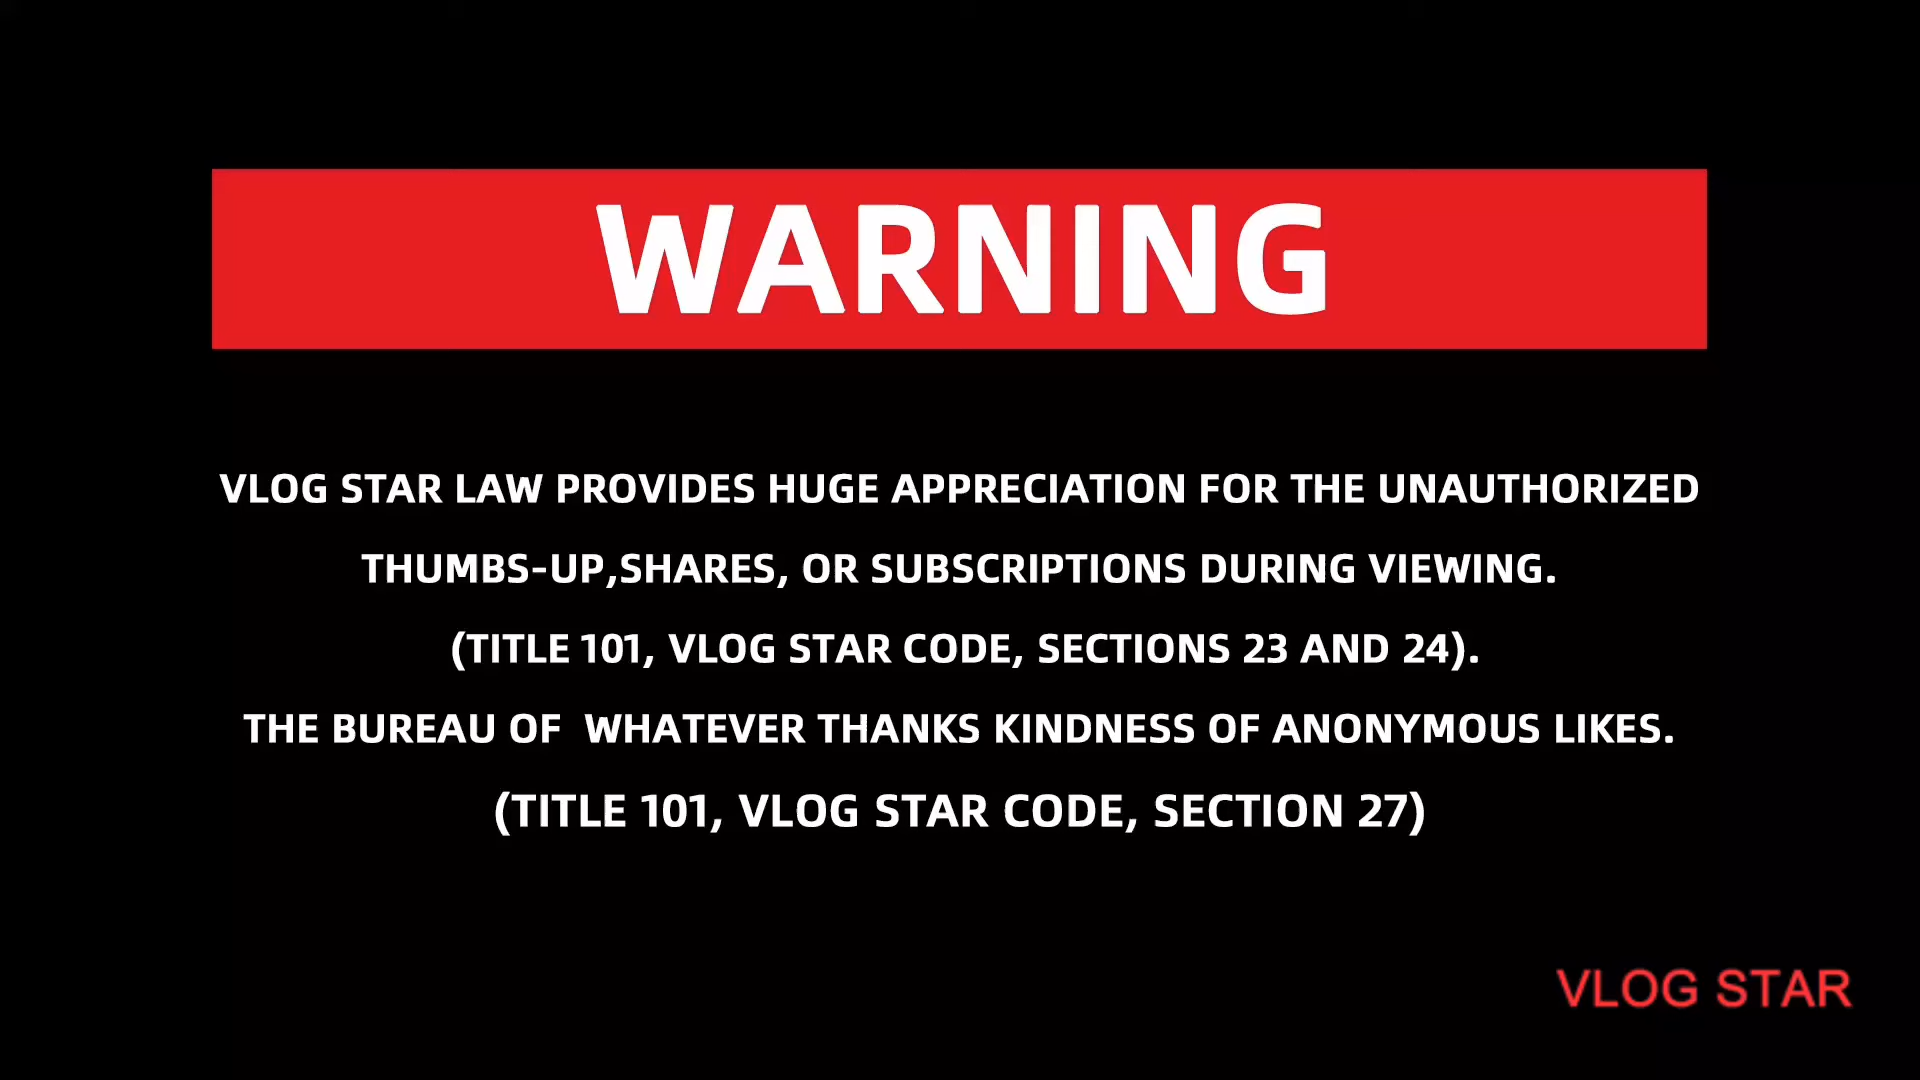 WARNING
VLOG STAR LAW PROVIDES HUGE APPRECIATION FOR THE UNAUTHORIZED
THUMBS-UP,SHARES, OR SUBSCRIPTIONS DURING VIEWING.
(TITLE 101, VLOG STAR CODE, SECTIONS 23 AND 24).
THE BUREAU OF  WHATEVER THANKS KINDNESS OF ANONYMOUS LIKES.
(TITLE 101, VLOG STAR CODE, SECTION 27)
VLOG STAR